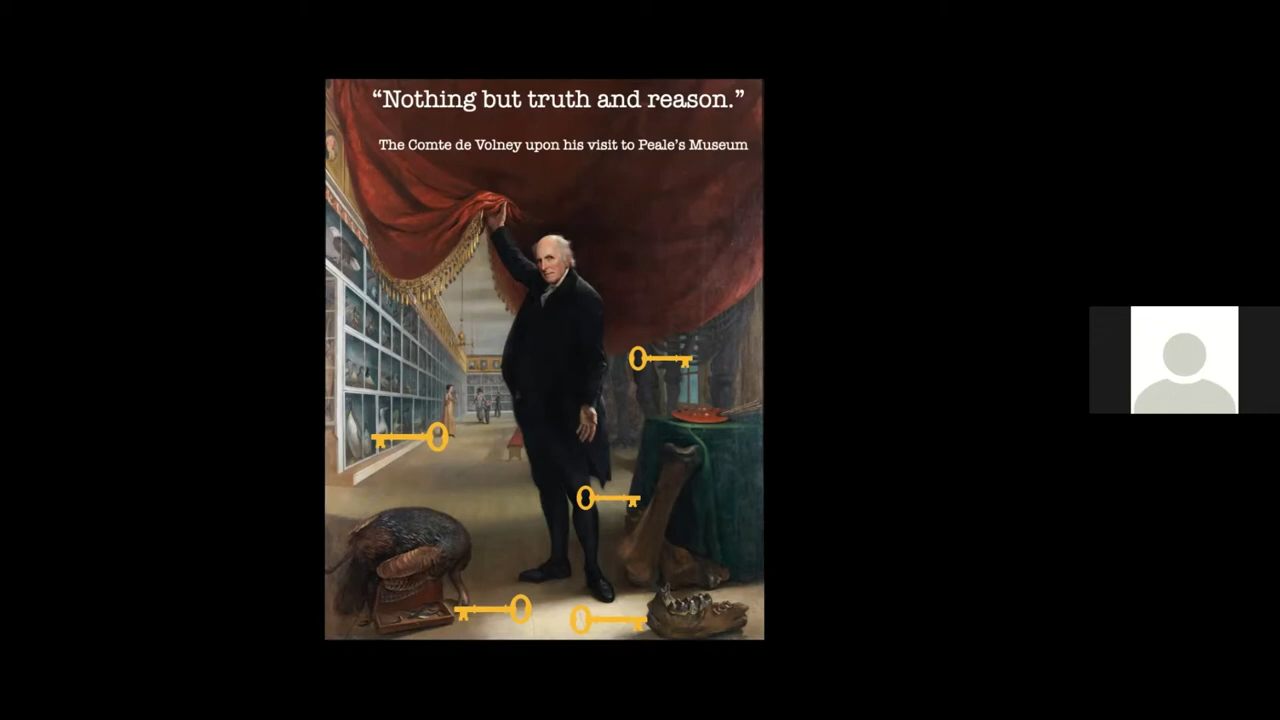 “Nothing but truth and reason.”
The Comte de Volney upon his visit to Peale’s Museum